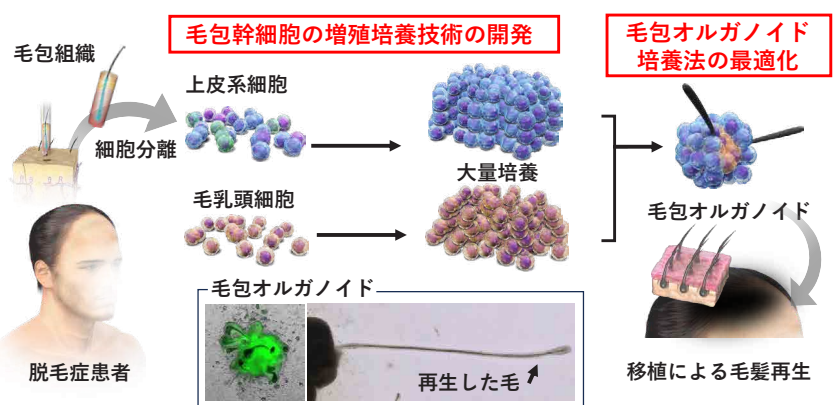 毛包幹細胞の増殖培養技術の開発
毛包オルガノイド
培養法の最適化
毛包組織
上皮系細胞
細胞分離
大量培養
毛乳頭細胞
毛包オルガノイド
毛包オルガノイド
再生した毛
脱毛症患者
移植による毛髪再生